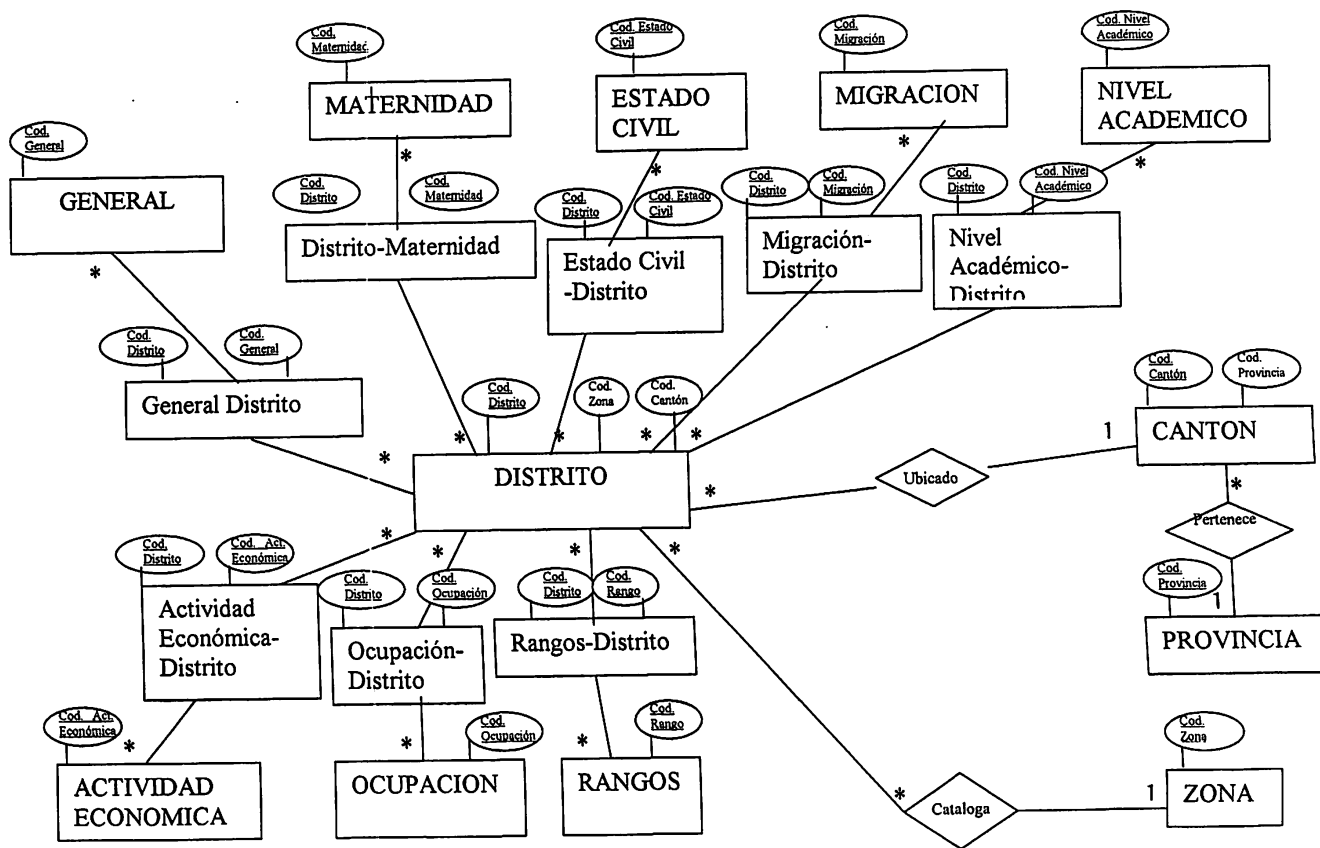 Cod.
Maternidad
Cod. Estado
Civil
Cod.
Migración
Cod. Nivel
Académico
MATERNIDAD
ESTADO
CIVIL
MIGRACION
NIVEL
ACADEMICO
Cod.
General
GENERAL
*
*
*
*
*
Cod.
Distrito
Cod.
Maternidad
Cod.
Distrito
Cod. Estado
Civil
Cod.
Distrito
Cod.
Migración
Cod.
Distrito
Cod. Nivel
Académico
Distrito-Maternidad
Estado Civil
-Distrito
Migración-
Distrito
Nivel
Académico-
Distrito
Cod.
Distrito
Cod.
General
General Distrito
Cod.
Distrito
Cod.
Zona
Cod.
Cantón
*
*
*
*
*
DISTRITO
*
Ubicado
1
Cod.
Cantón
Cod.
Provincia
CANTON
*
Pertenece
Cod.
Provincia
1
PROVINCIA
*
*
*
*
Cod.
Distrito
Cod. Act.
Económica
Cod.
Distrito
Cod.
Ocupación
Cod.
Distrito
Cod.
Rango
Actividad
Económica-
Distrito
Ocupación-
Distrito
Rangos-Distrito
Cod. Act.
Económica
*
*
Cod.
Ocupación
*
Cod.
Rango
ACTIVIDAD
ECONOMICA
OCUPACION
RANGOS
*
Cataloga
1
Cod.
Zona
ZONA